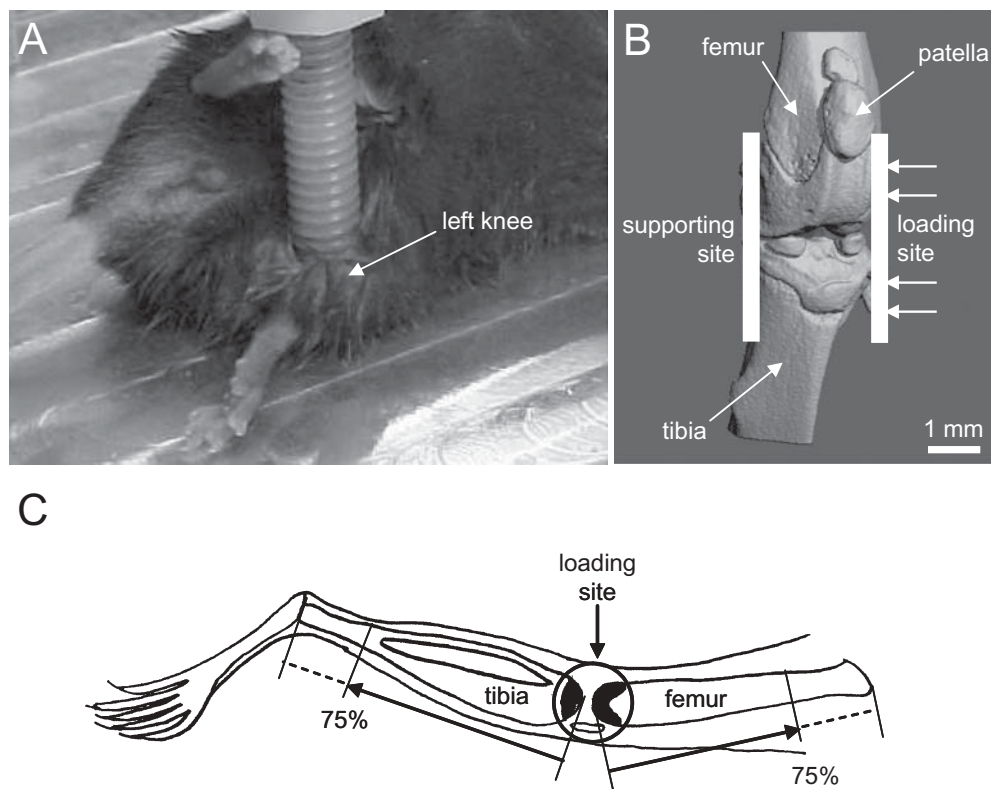 A
left knee
B
femur
patella
supporting
site
loading
site
tibia
1 mm
C
loading
site
tibia
femur
75%
75%